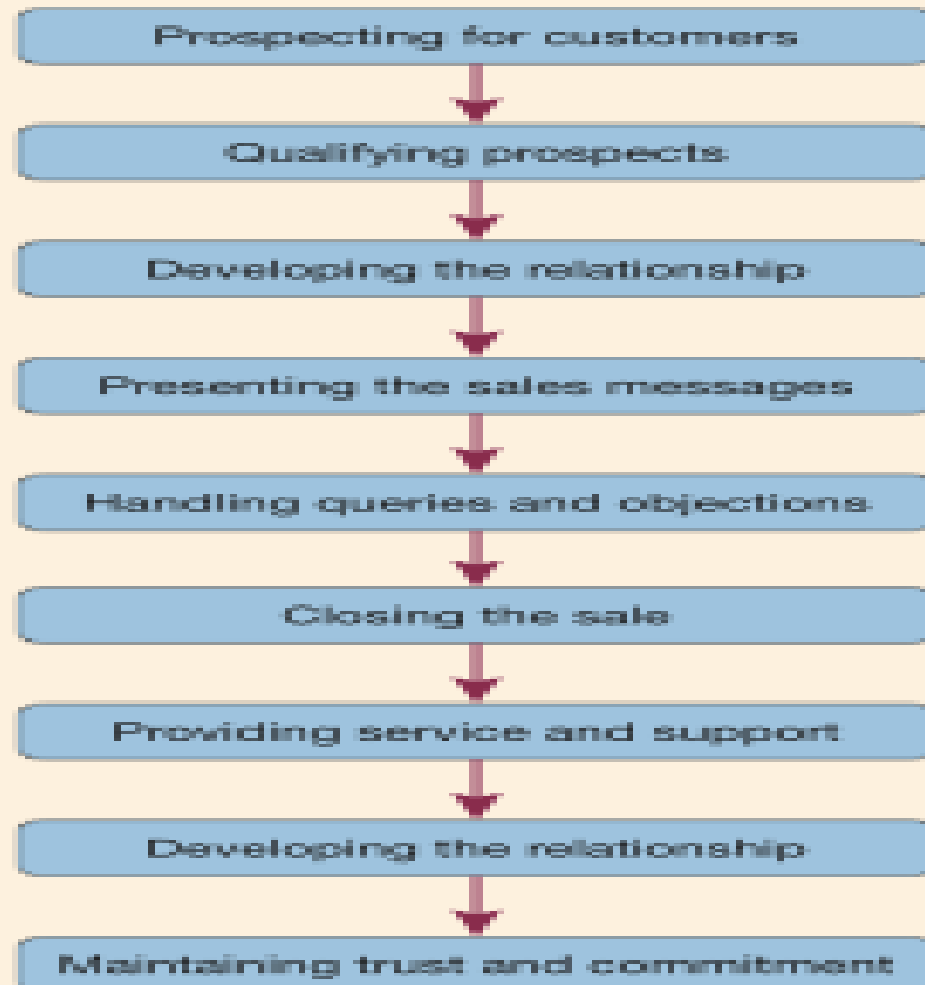 Prospecting for customers
Qualifying prospects
Developing the relationship
Presenting the sales messages
Handling queries and objections
Closing the sale
Providing service and support
Developing the relationship
Maintaining trust and commitment